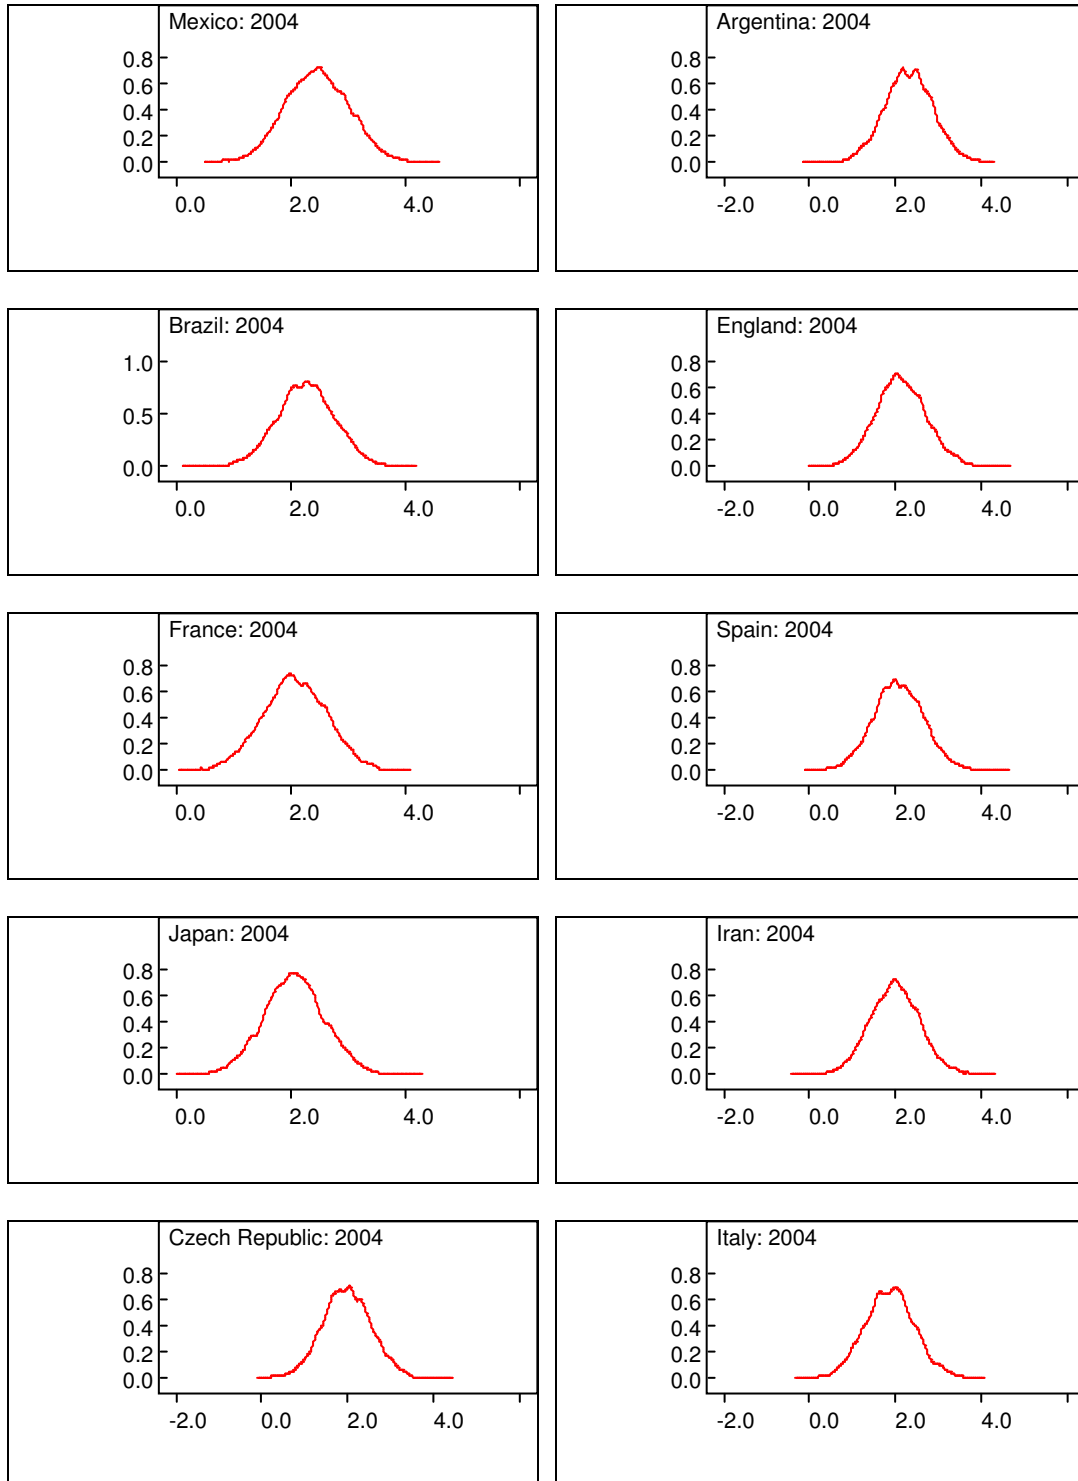 Mexico: 2004
0.8
0.6
0.4
0.2
0.0
0.0 2.0 4.0
Argentina: 2004
0.8
0.6
0.4
0.2
0.0
-2.0 0.0 2.0 4.0
Brazil: 2004
1.0
0.5
0.0
0.0 2.0 4.0
England: 2004
0.8
0.6
0.4
0.2
0.0
-2.0 0.0 2.0 4.0
France: 2004
0.8
0.6
0.4
0.2
0.0
0.0 2.0 4.0
Spain: 2004
0.8
0.6
0.4
0.2
0.0
-2.0 0.0 2.0 4.0
Japan: 2004
0.8
0.6
0.4
0.2
0.0
0.0 2.0 4.0
Iran: 2004
0.8
0.6
0.4
0.2
0.0
-2.0 0.0 2.0 4.0
Czech Republic: 2004
0.8
0.6
0.4
0.2
0.0
-2.0 0.0 2.0 4.0
Italy: 2004
0.8
0.6
0.4
0.2
0.0
-2.0 0.0 2.0 4.0